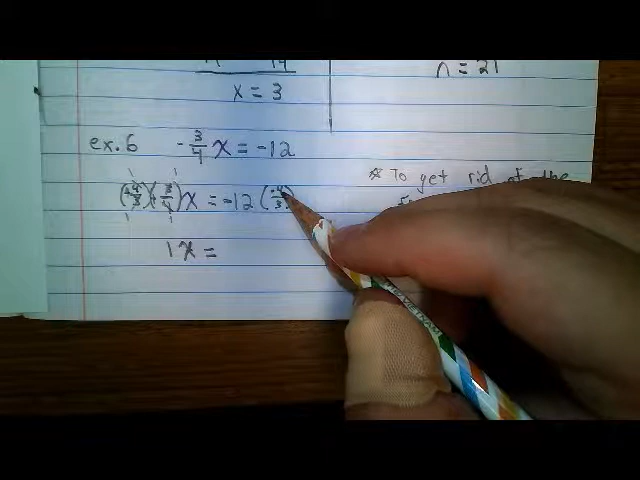 x = 3
n = 21
ex. 6 -3/4 x = -12
(-4/3)(-3/4)x = -12(-4/3)
* To get rid of the
1x =